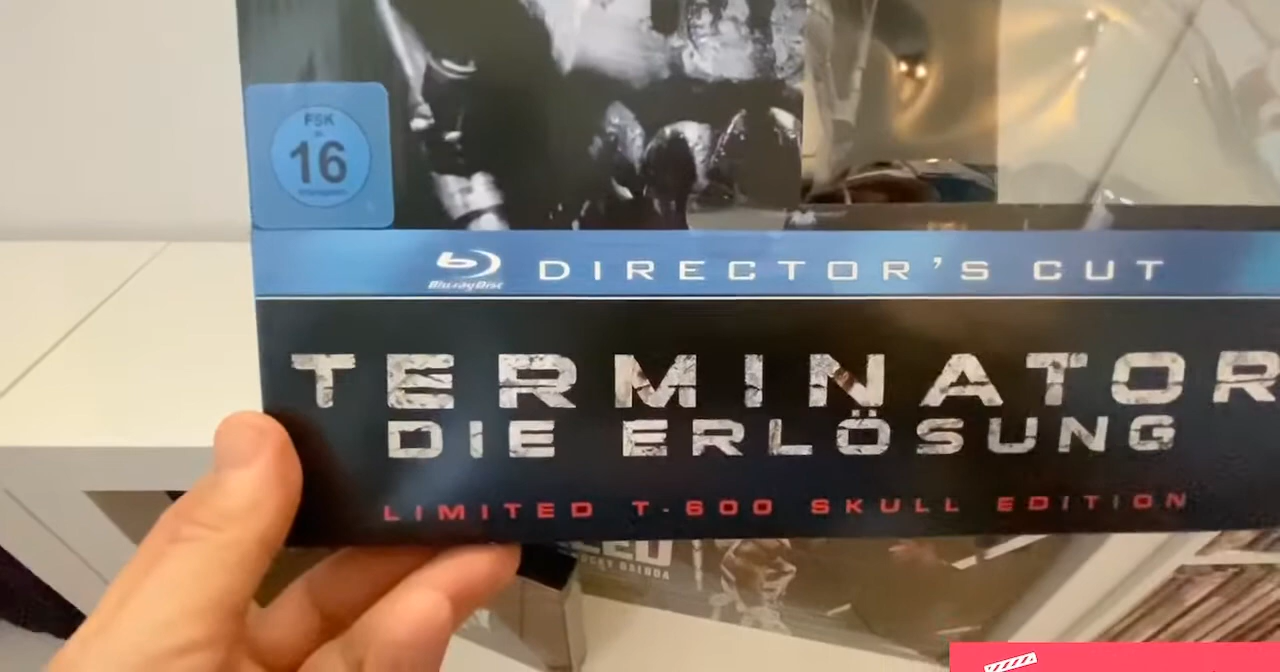 FSK
16
Blu-ray Disc
DIRECTOR'S CUT
TERMINATOR
DIE ERLÖSUNG
LIMITED T-600 SKULL EDITION